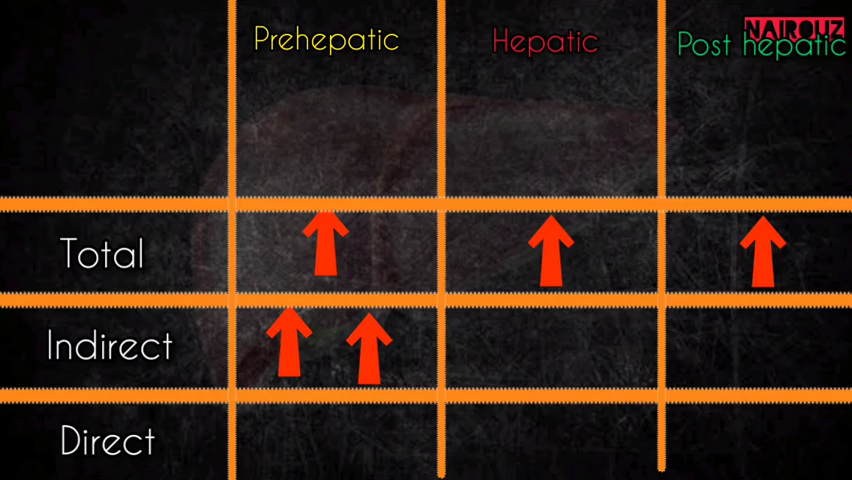 NAIROUZ
Prehepatic Hepatic Post hepatic
Total
Indirect
Direct